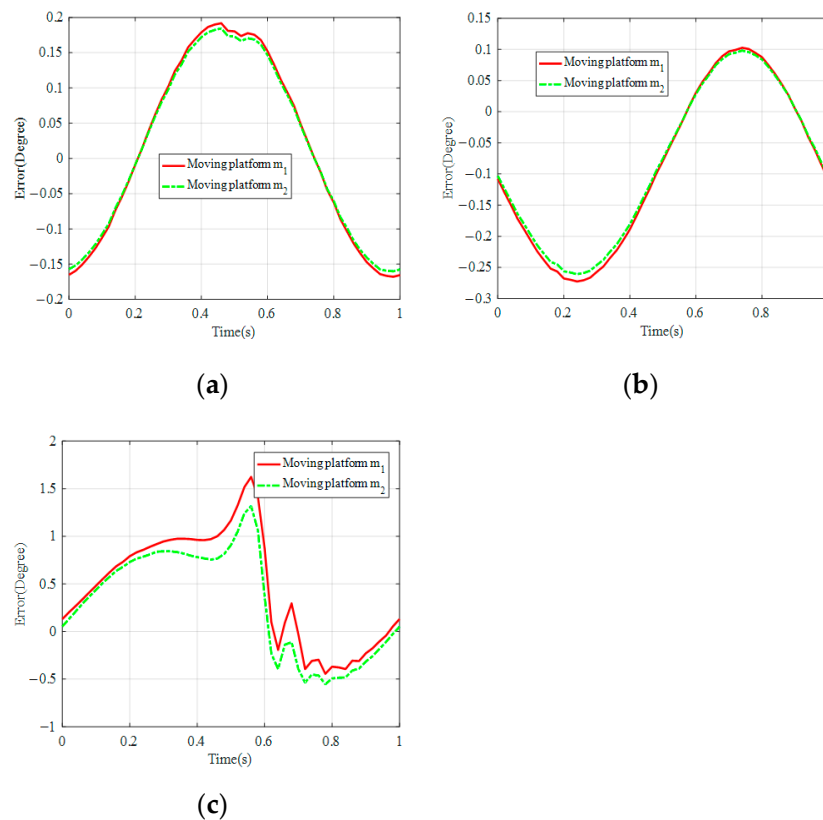 0.2
0.15
0.1
0.05
0
−0.05
−0.1
−0.15
−0.2
Error(Degree)
Moving platform m1
Moving platform m2
0 0.2 0.4 0.6 0.8 1
Time(s)
(a)
0.15
0.1
0.05
0
−0.05
−0.1
−0.15
−0.2
−0.25
−0.3
Error(Degree)
Moving platform m1
Moving platform m2
0 0.2 0.4 0.6 0.8
Time(s)
(b)
2
1.5
1
0.5
0
−0.5
−1
Error(Degree)
Moving platform m1
Moving platform m2
0 0.2 0.4 0.6 0.8 1
Time(s)
(c)